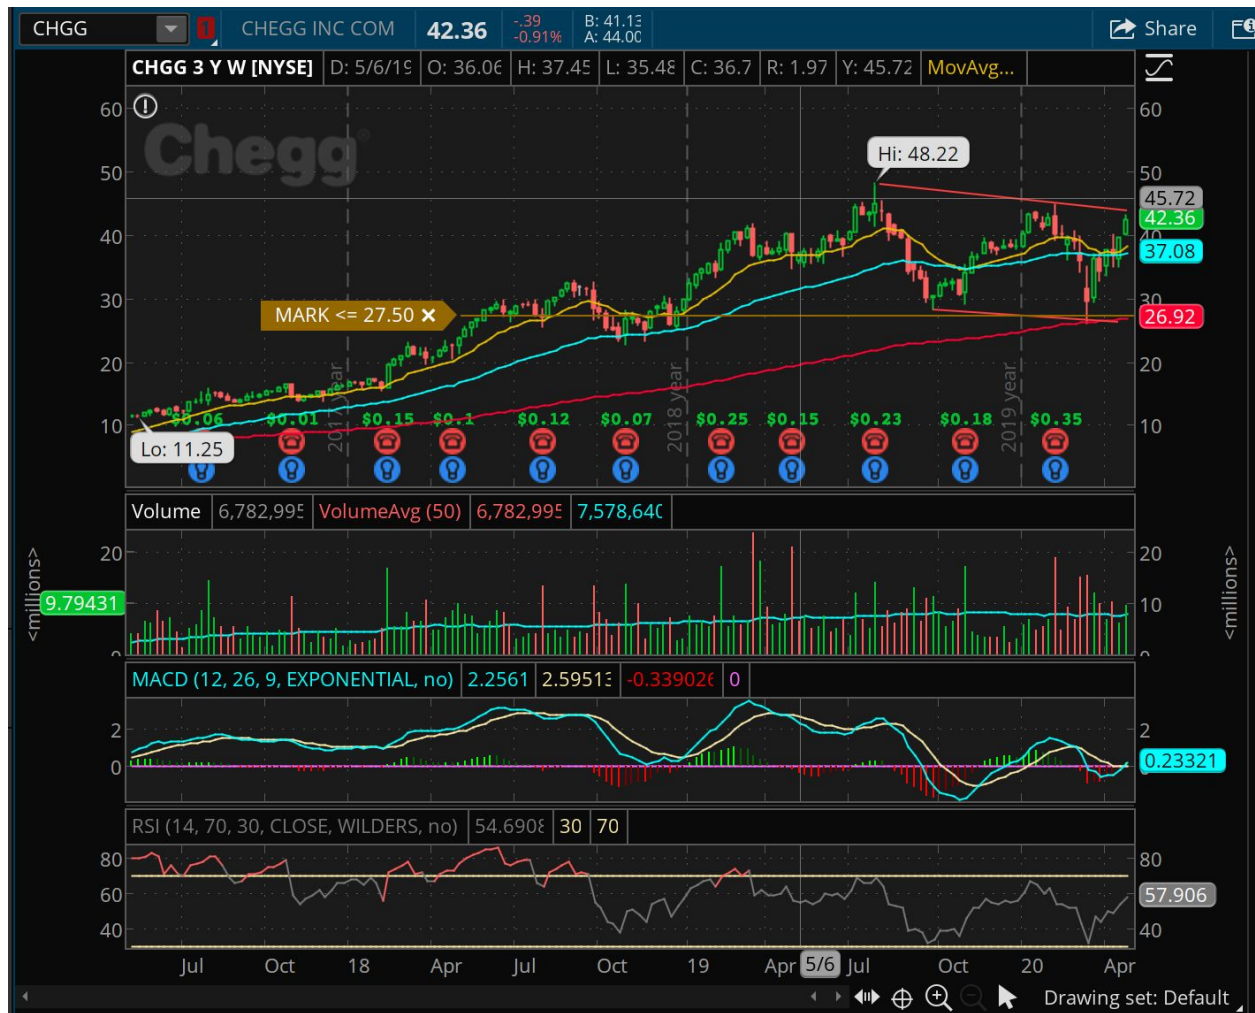 CHGG 1 CHEGG INC COM 42.36 -.39 -0.91% B: 41.13 A: 44.00 Share
CHGG 3 Y W [NYSE] D: 5/6/19 O: 36.06 H: 37.45 L: 35.48 C: 36.7 R: 1.97 Y: 45.72 MovAvg...
Chegg
60 60
50 Hi: 48.22 50
45.72
42.36
40 40
37.08
30 MARK <= 27.50 × 30
26.92
20 20
2017 year 2018 year 2019 year
$0.06 $0.01 $0.15 $0.1 $0.12 $0.07 $0.25 $0.15 $0.23 $0.18 $0.35
10 10
Lo: 11.25
Volume 6,782,995 VolumeAvg (50) 6,782,995 7,578,640
20 20
<millions> <millions>
9.79431 10
0 0
MACD (12, 26, 9, EXPONENTIAL, no) 2.2561 2.59513 -0.339026 0
2 2
0 0.23321
RSI (14, 70, 30, CLOSE, WILDERS, no) 54.6908 30 70
80 80
60 57.906
40 40
Jul Oct 18 Apr Jul Oct 19 Apr 5/6 Jul Oct 20 Apr
Drawing set: Default